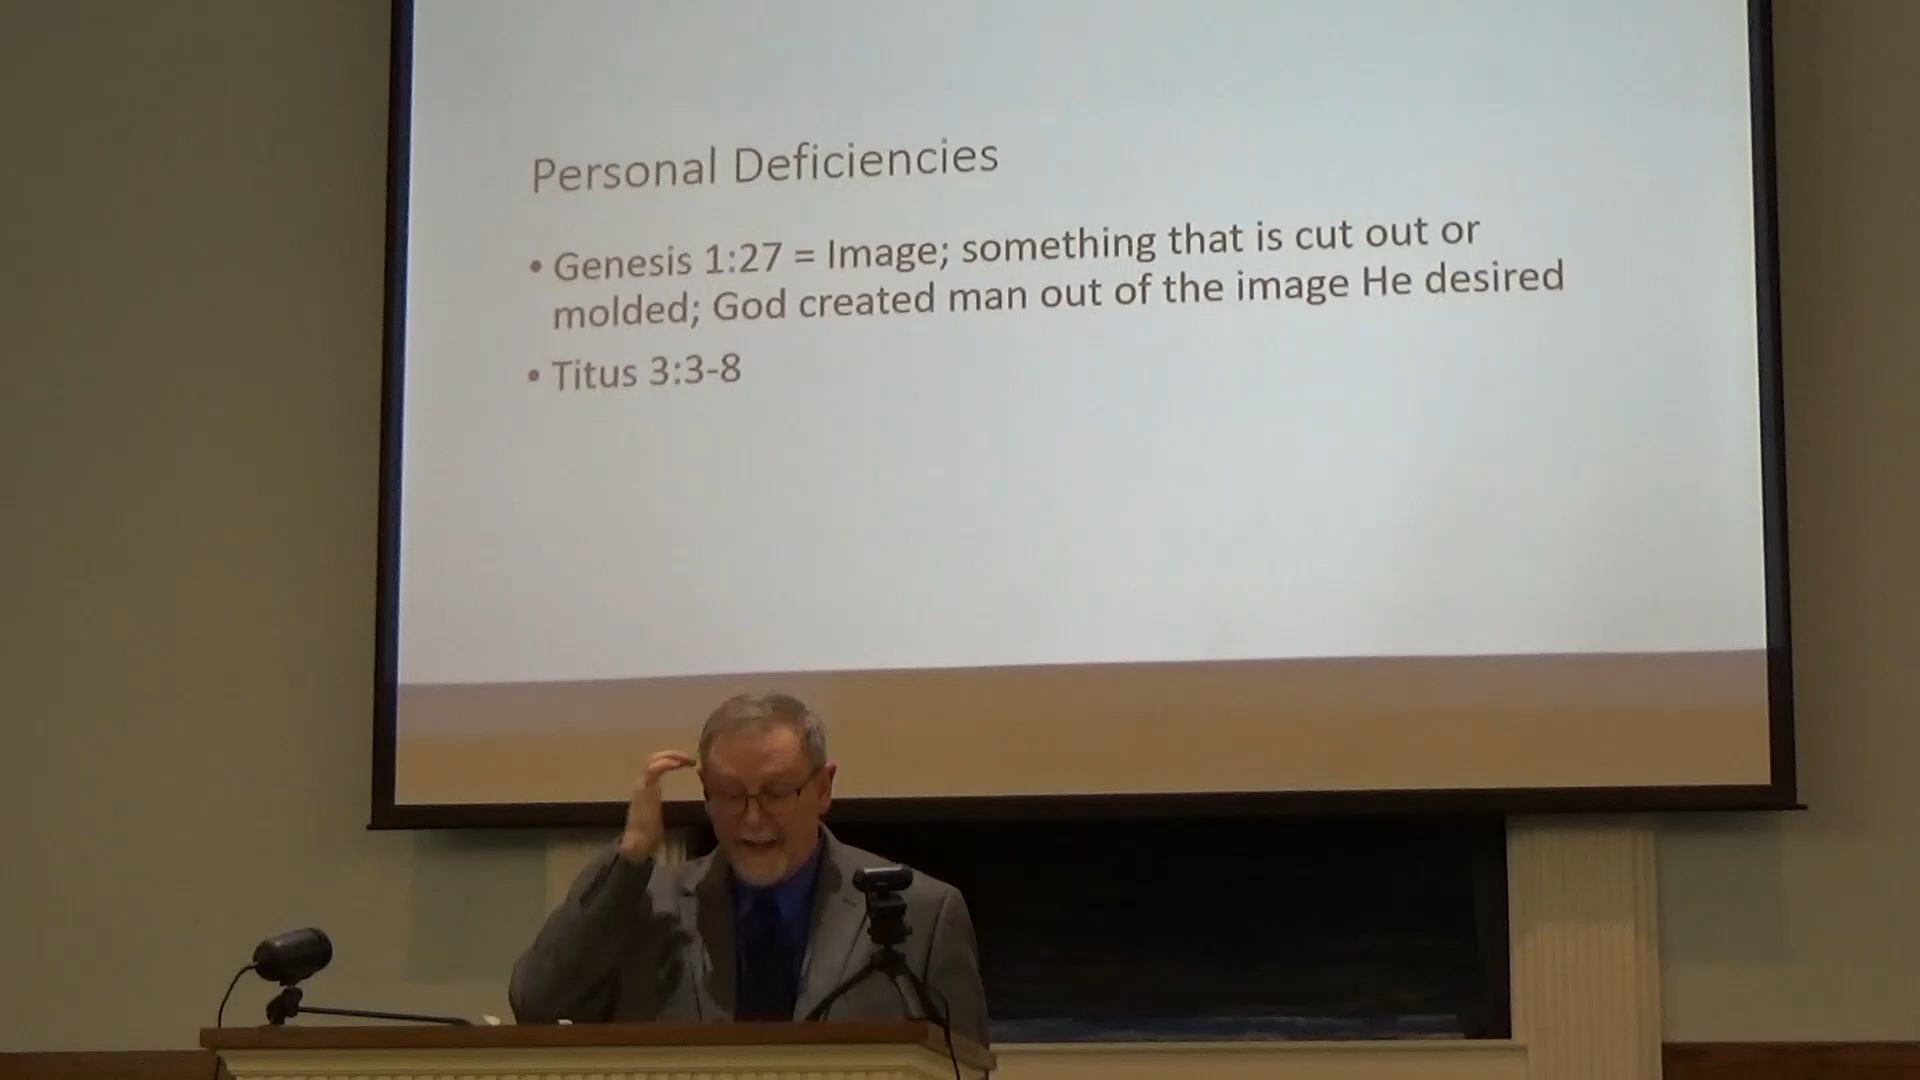 Personal Deficiencies
• Genesis 1:27 = Image; something that is cut out or
molded; God created man out of the image He desired
• Titus 3:3-8